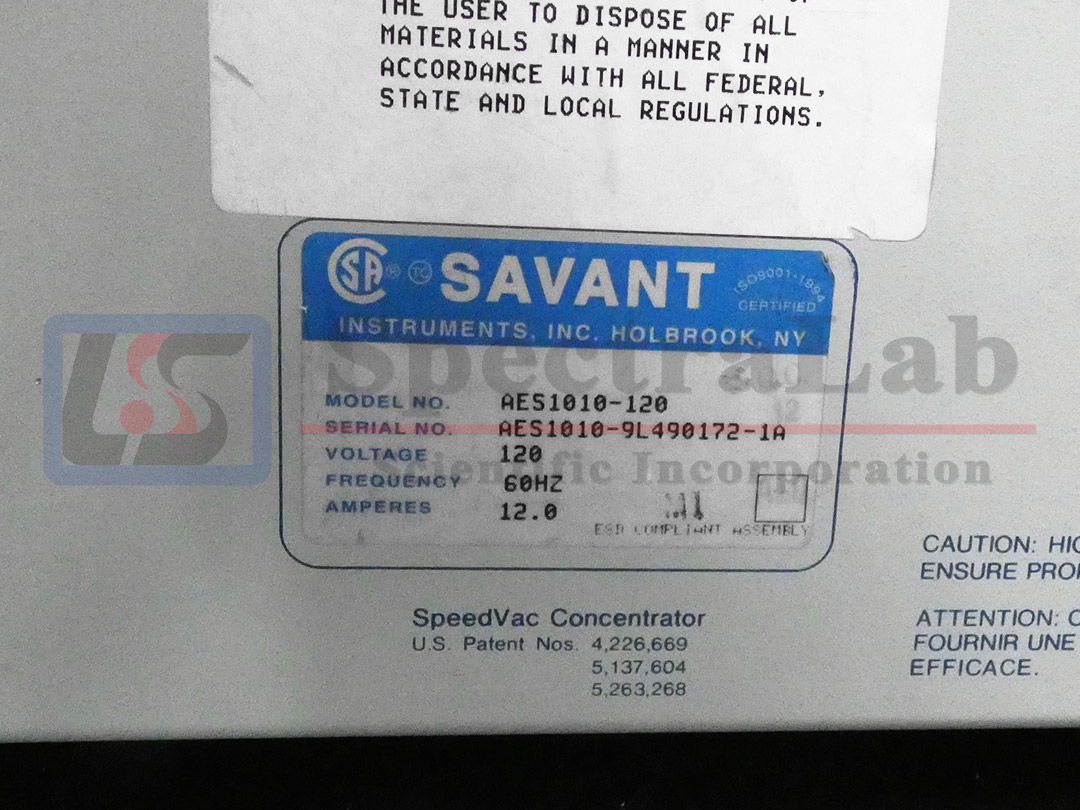 THE USER TO DISPOSE OF ALL
MATERIALS IN A MANNER IN
ACCORDANCE WITH ALL FEDERAL,
STATE AND LOCAL REGULATIONS.
SA ® TC SAVANT ISO9001-1994
CERTIFIED
INSTRUMENTS, INC. HOLBROOK, NY
LS SpectraLab
Scientific Incorporation
MODEL NO. AES1010-120
SERIAL NO. AES1010-9L490172-1A
VOLTAGE 120
FREQUENCY 60HZ
AMPERES 12.0
ESD COMPLIANT ASSEMBLY
SpeedVac Concentrator
U.S. Patent Nos. 4,226,669
5,137,604
5,263,268
CAUTION:
ENSURE
ATTENTION:
FOURNIR UNE
EFFICACE.